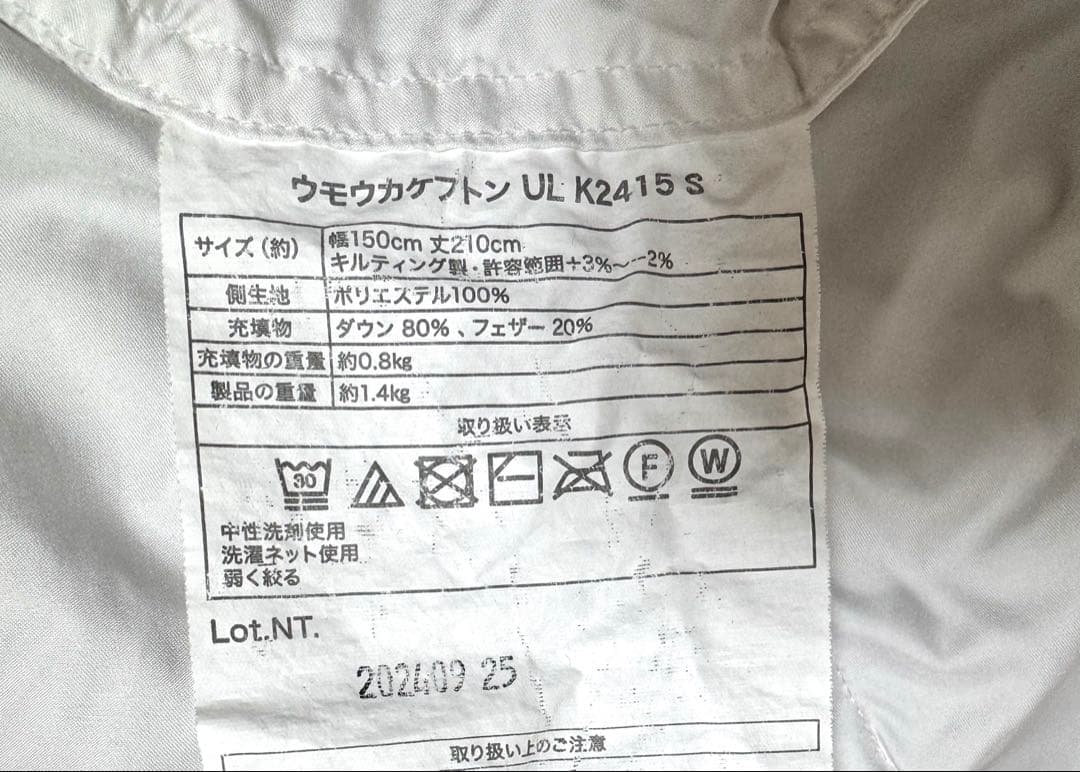 ウモウカケフトン UL K2415 S
サイズ（約） 幅150cm 丈210cm
キルティング製・許容範囲+3%〜-2%
側生地 ポリエステル100%
充填物 ダウン 80%、フェザー 20%
充填物の重量 約0.8kg
製品の重量 約1.4kg
取り扱い表示
30 F W
中性洗剤使用
洗濯ネット使用
弱く絞る
Lot.NT.
202409 25
取り扱い上のご注意